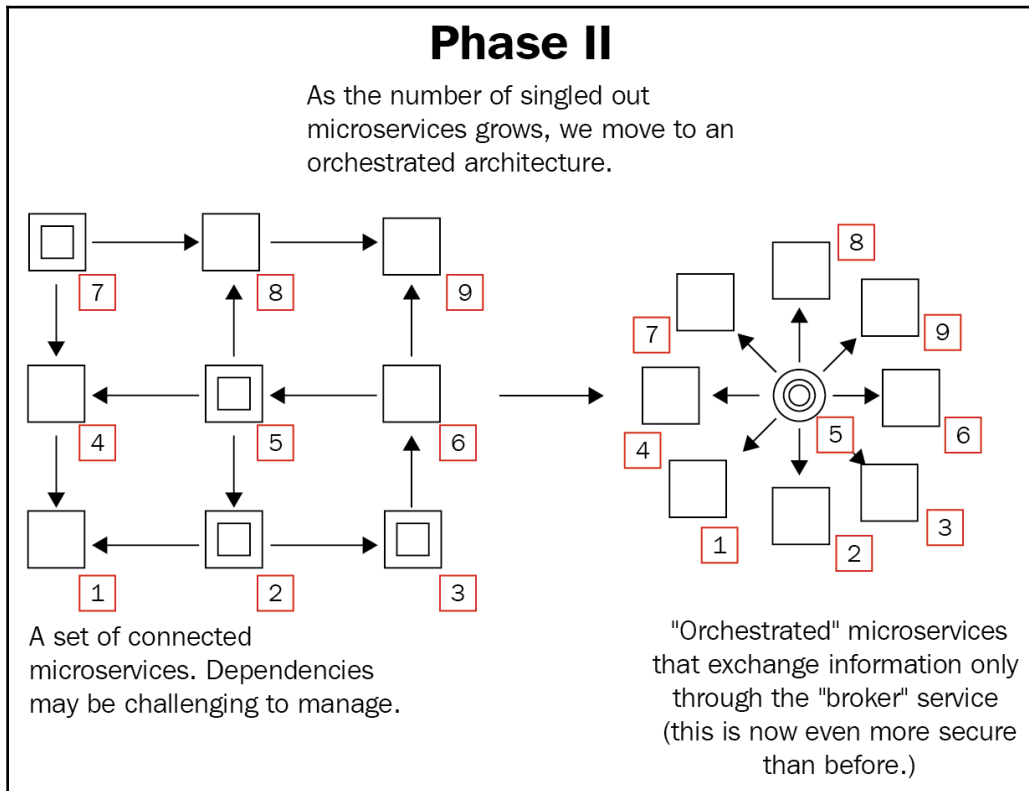 Phase II
As the number of singled out
microservices grows, we move to an
orchestrated architecture.
7
8
9
4
5
6
1
2
3
A set of connected
microservices. Dependencies
may be challenging to manage.
8
7
9
4
5
6
1
2
3
"Orchestrated" microservices
that exchange information only
through the "broker" service
(this is now even more secure
than before.)